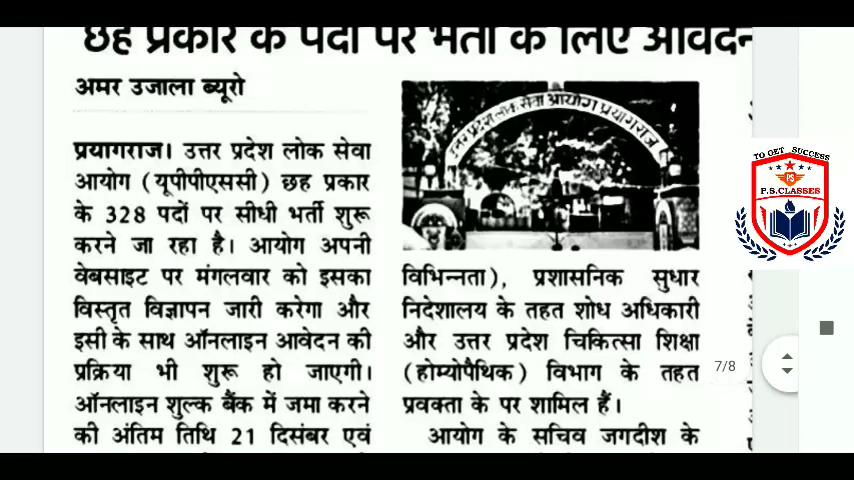 छह प्रकार के पदों पर भर्ती के लिए आवेदन
अमर उजाला ब्यूरो
प्रयागराज। उत्तर प्रदेश लोक सेवा
आयोग (यूपीपीएससी) छह प्रकार
के 328 पदों पर सीधी भर्ती शुरू
करने जा रहा है। आयोग अपनी
वेबसाइट पर मंगलवार को इसका
विस्तृत विज्ञापन जारी करेगा और
इसी के साथ ऑनलाइन आवेदन की
प्रक्रिया भी शुरू हो जाएगी।
ऑनलाइन शुल्क बैंक में जमा करने
की अंतिम तिथि 21 दिसंबर एवं
उत्तर प्रदेश लोक सेवा आयोग प्रयागराज
विभिन्नता), प्रशासनिक सुधार
निदेशालय के तहत शोध अधिकारी
और उत्तर प्रदेश चिकित्सा शिक्षा
(होम्योपैथिक) विभाग के तहत
प्रवक्ता के पर शामिल हैं।
आयोग के सचिव जगदीश के
TO GET SUCCESS
PS
P.S.CLASSES
7/8